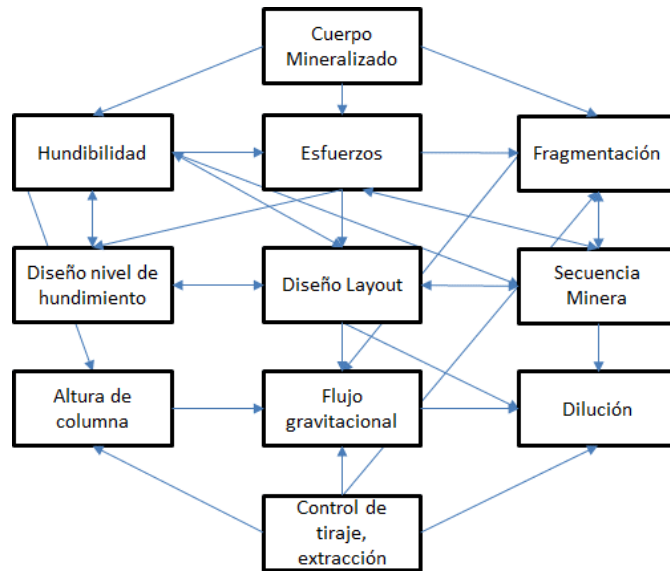 Cuerpo
Mineralizado
Hundibilidad
Esfuerzos
Fragmentación
Diseño nivel de
hundimiento
Diseño Layout
Secuencia
Minera
Altura de
columna
Flujo
gravitacional
Dilución
Control de
tiraje,
extracción